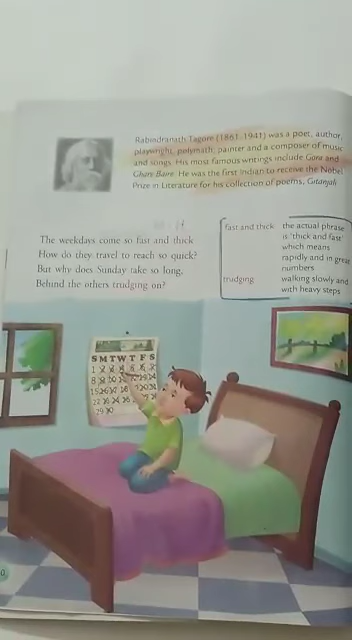 Rabindranath Tagore (1861-1941) was a poet, author,
playwright, polymath, painter and a composer of music
and songs. His most famous writings include Gora and
Ghare-Baire. He was the first Indian to receive the Nobel
Prize in Literature for his collection of poems, Gitanjali
The weekdays come so fast and thick
How do they travel to reach so quick?
But why does Sunday take so long,
Behind the others trudging on?
fast and thick the actual phrase
is 'thick and fast'
which means
rapidly and in great
numbers
trudging walking slowly and
with heavy steps
S M T W T F S